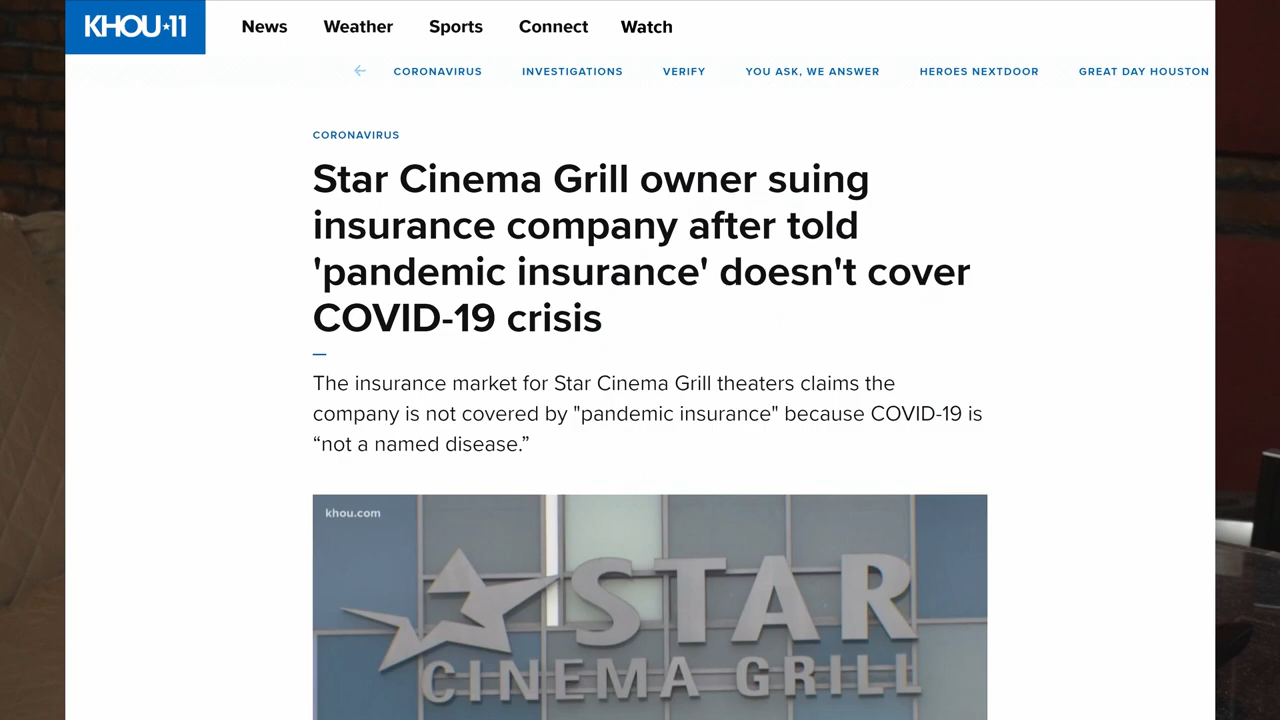 KHOU★11
News Weather Sports Connect Watch
CORONAVIRUS INVESTIGATIONS VERIFY YOU ASK, WE ANSWER HEROES NEXTDOOR GREAT DAY HOUSTON
CORONAVIRUS
Star Cinema Grill owner suing
insurance company after told
'pandemic insurance' doesn't cover
COVID-19 crisis
The insurance market for Star Cinema Grill theaters claims the
company is not covered by "pandemic insurance" because COVID-19 is
“not a named disease.”
khou.com
STAR
CINEMA GRILL